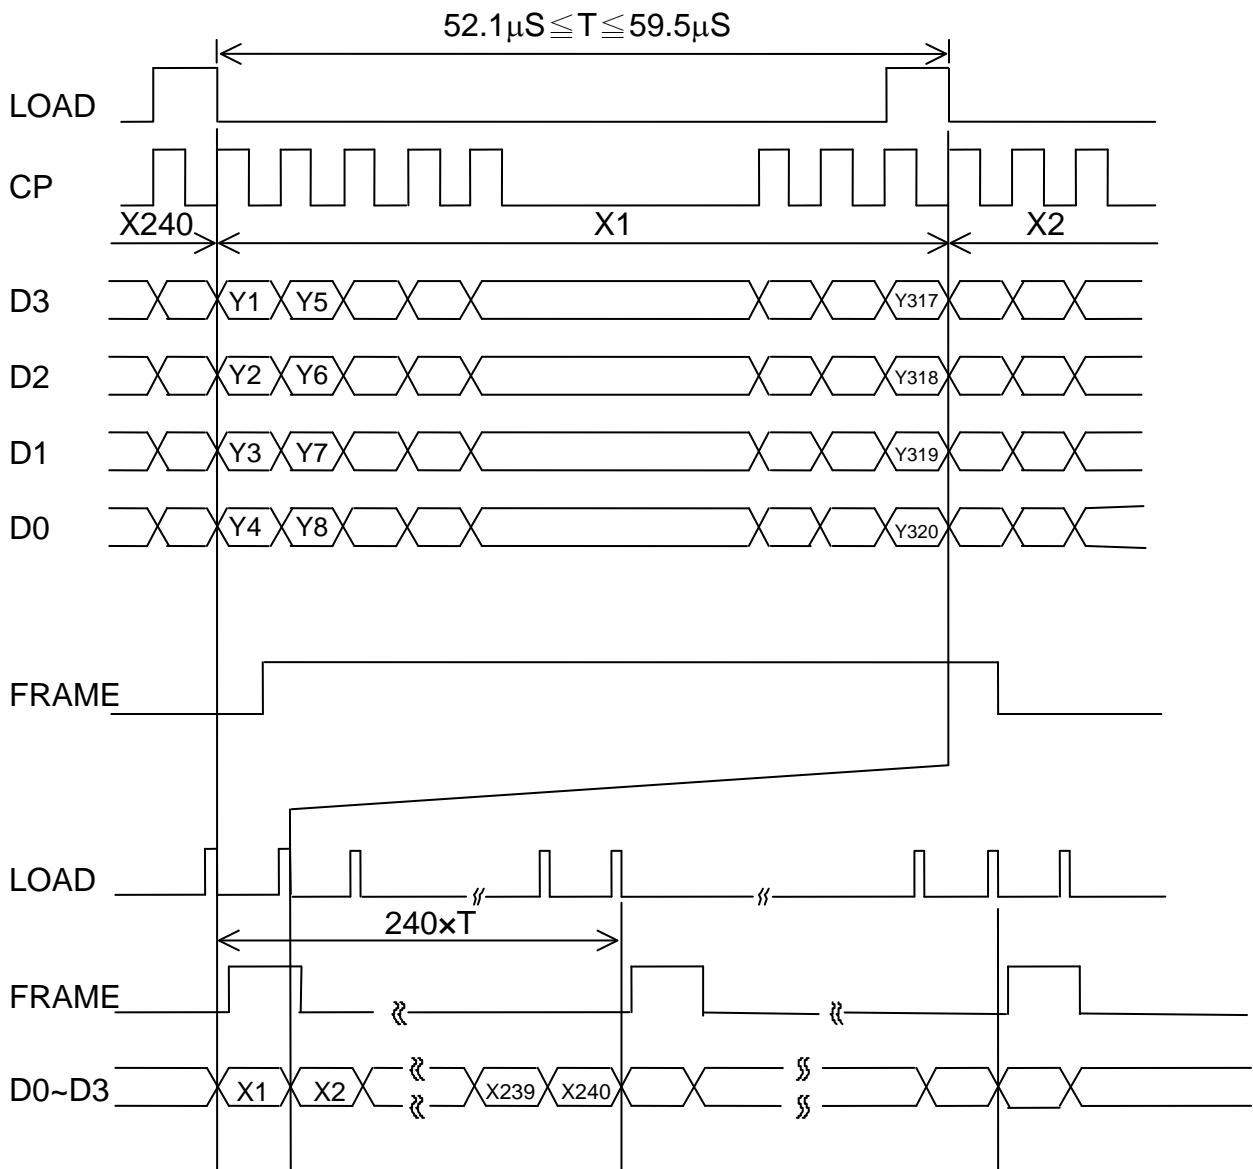 52.1μS≦T≦59.5μS
LOAD
CP
X240 X1 X2
D3 Y1 Y5 Y317
D2 Y2 Y6 Y318
D1 Y3 Y7 Y319
D0 Y4 Y8 Y320
FRAME
LOAD
240×T
FRAME
D0~D3 X1 X2 X239 X240